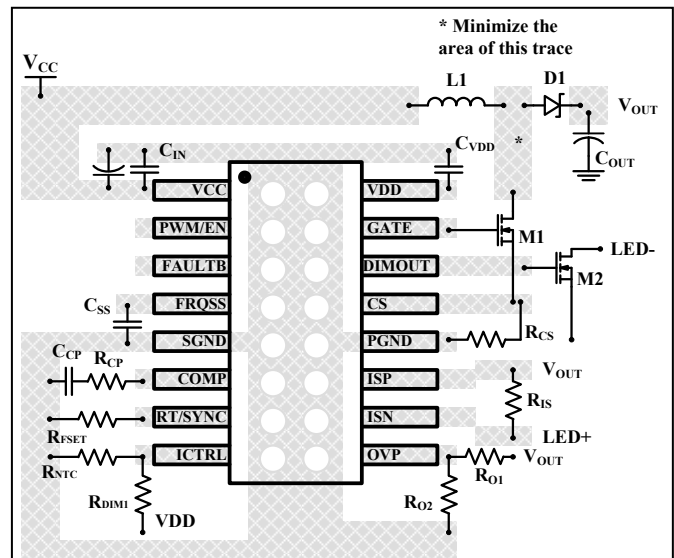 * Minimize the
area of this trace
VCC
L1
D1
VOUT
CIN
CVDD
*
COUT
VCC
VDD
PWM/EN
GATE
M1
FAULTB
DIMOUT
LED-
M2
CSS
FRQSS
CS
SGND
PGND
RCS
CCP
RCP
COMP
ISP
VOUT
RIS
RFSET
RT/SYNC
ISN
LED+
RNTC
ICTRL
OVP
RO1
VOUT
RDIM1
VDD
RO2